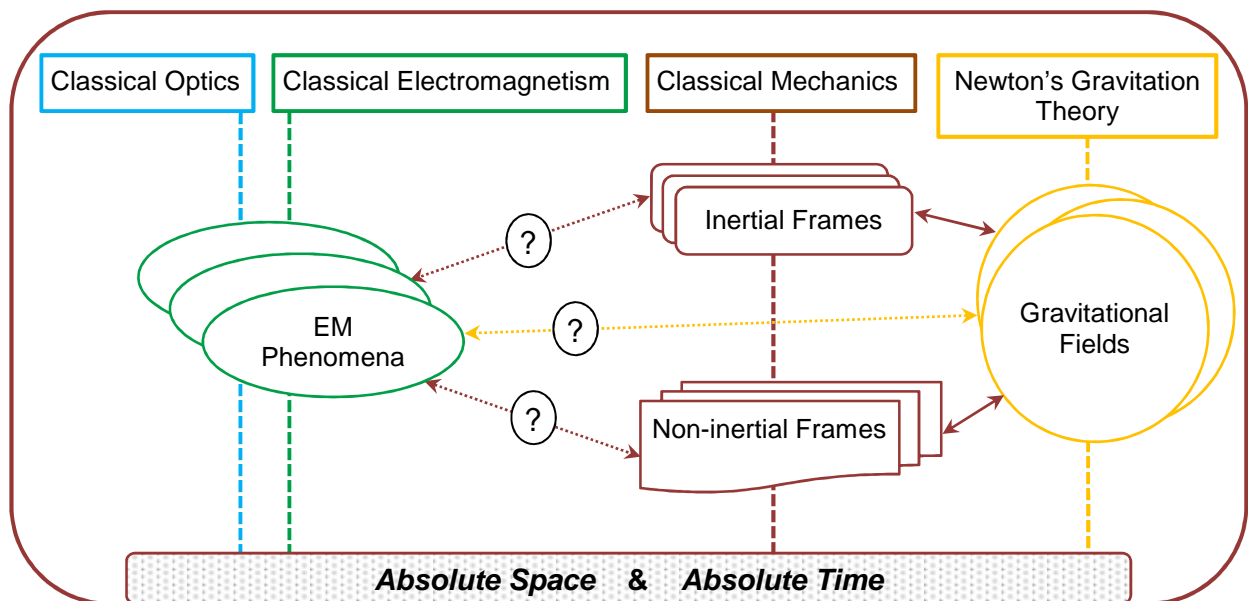 Classical Optics
Classical Electromagnetism
Classical Mechanics
Newton’s Gravitation
Theory
Inertial Frames
?
EM
Phenomena
?
Gravitational
Fields
?
Non-inertial Frames
Absolute Space & Absolute Time